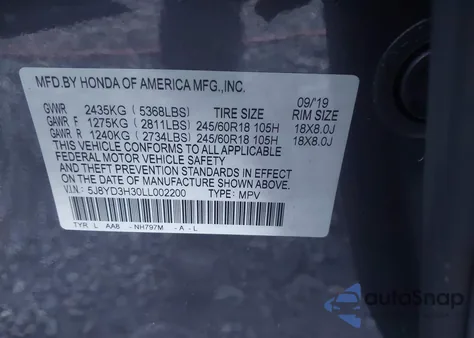 MFD.BY HONDA OF AMERICA MFG.,INC.
09/'19
GVWR 2435KG ( 5368LBS) TIRE SIZE RIM SIZE
GAWR F 1275KG ( 2811LBS) 245/60R18 105H 18X8.0J
GAWR R 1240KG ( 2734LBS) 245/60R18 105H 18X8.0J
THIS VEHICLE CONFORMS TO ALL APPLICABLE
FEDERAL MOTOR VEHICLE SAFETY
AND THEFT PREVENTION STANDARDS IN EFFECT
ON THE DATE OF MANUFACTURE SHOWN ABOVE.
V.I.N: 5J8YD3H30LL002200 TYPE: MPV
TYR L AA8 - NH797M -A -L
autoSnap